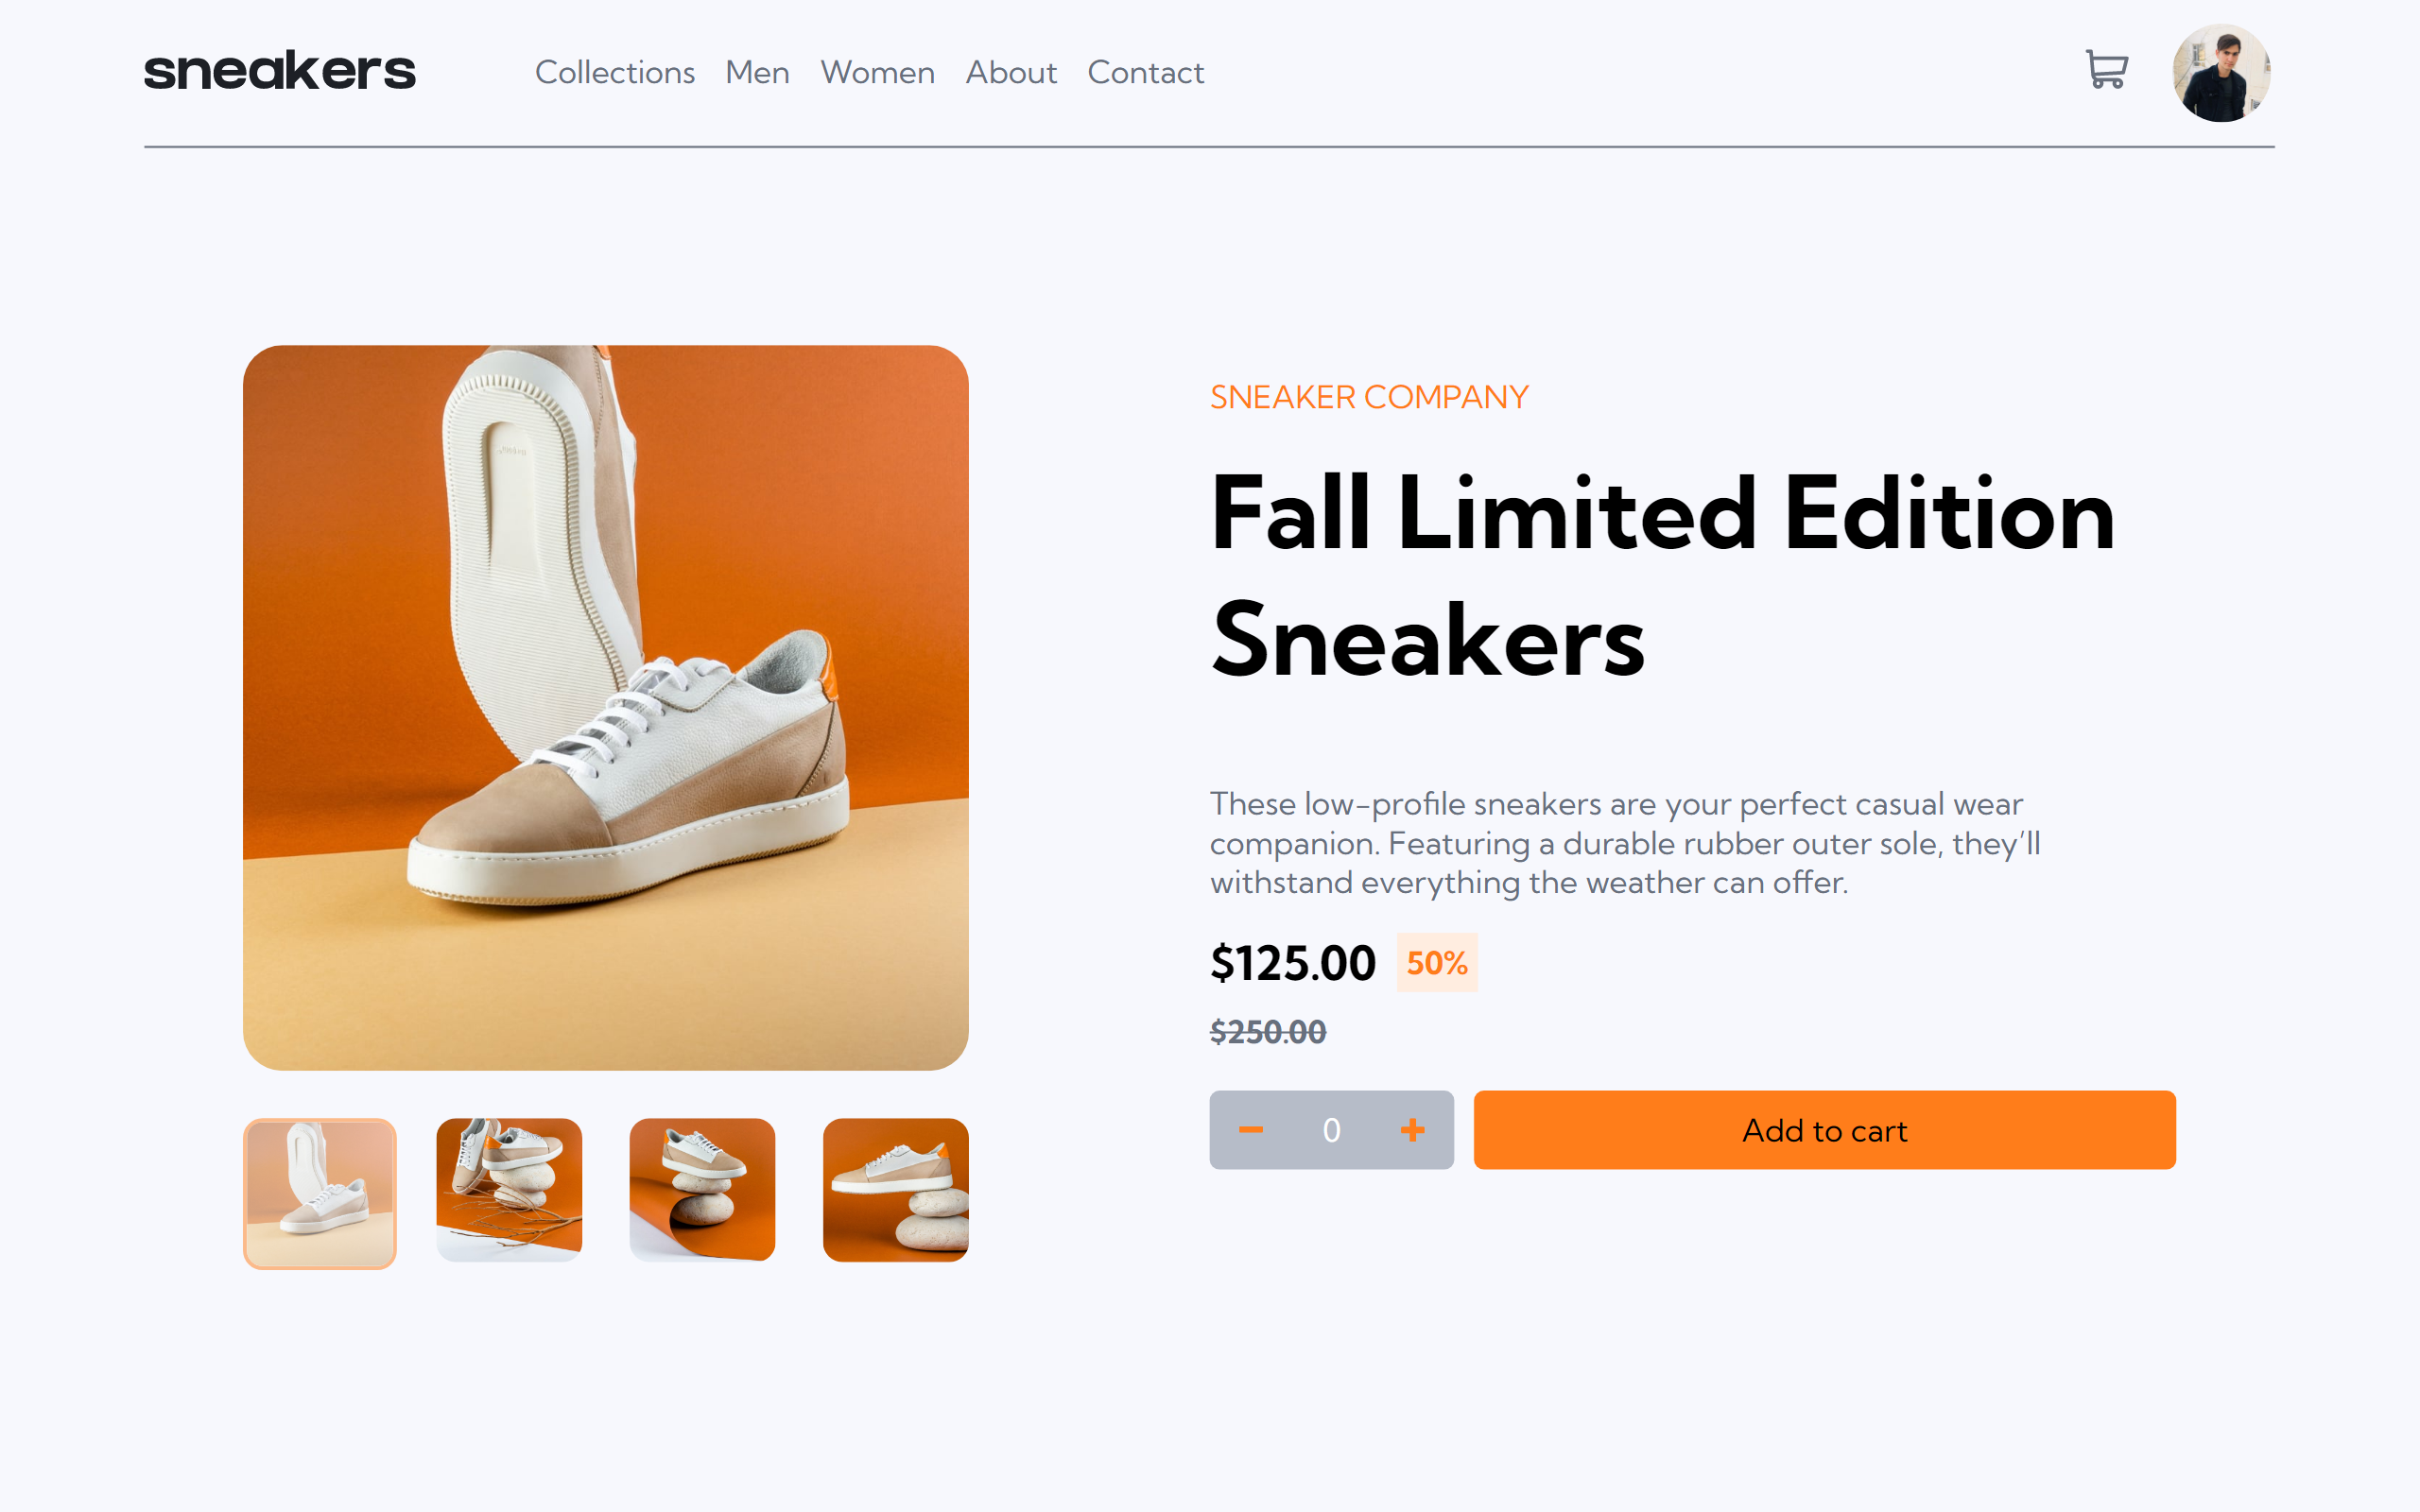 sneakers
Collections Men Women About Contact
SNEAKER COMPANY
Fall Limited Edition
Sneakers
These low-profile sneakers are your perfect casual wear
companion. Featuring a durable rubber outer sole, they'll
withstand everything the weather can offer.
$125.00 50%
$250.00
0 Add to cart